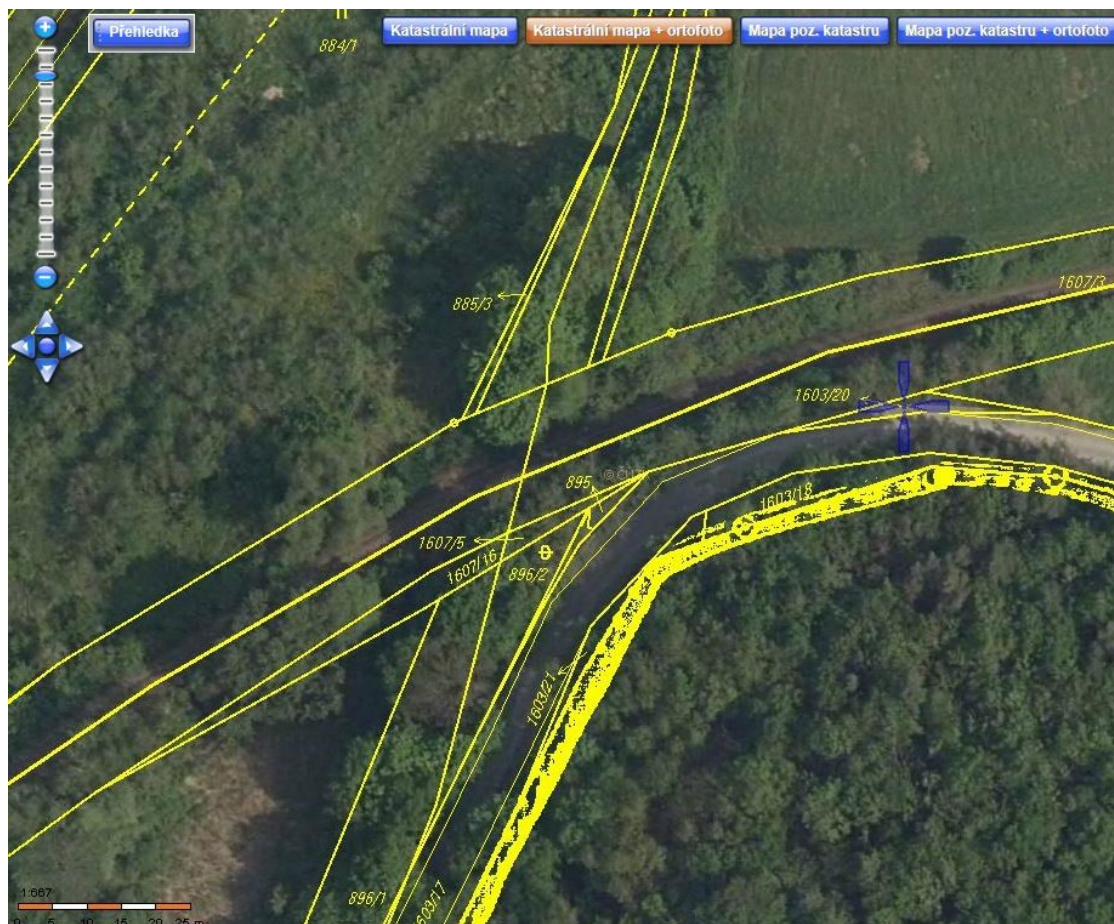 Přehledka
Katastrální mapa
Katastrální mapa + ortofoto
Mapa poz. katastru
Mapa poz. katastru + ortofoto
884/1
885/3
1607/3
1603/20
895
1603/18
1607/5
1607/16
896/2
1603/21
896/1
1:667
0 5 10 15 20 25 m